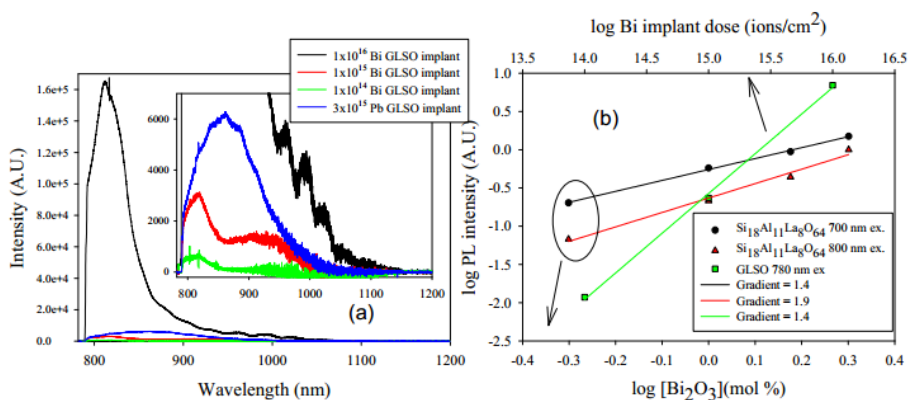 1x10^16 Bi GLSO implant
1x10^15 Bi GLSO implant
1x10^14 Bi GLSO implant
3x10^15 Pb GLSO implant
Intensity (A.U.)
1.6e+5
1.4e+5
1.2e+5
1.0e+5
8.0e+4
6.0e+4
4.0e+4
2.0e+4
0.0
6000
4000
2000
0
800 900 1000 1100 1200
(a)
800 900 1000 1100 1200
Wavelength (nm)
log Bi implant dose (ions/cm²)
13.5 14.0 14.5 15.0 15.5 16.0 16.5
log PL intensity (A.U.)
1.0
0.5
0.0
-0.5
-1.0
-1.5
-2.0
-2.5
(b)
Si₁₈Al₁₁La₈O₆₄ 700 nm ex.
Si₁₈Al₁₁La₈O₆₄ 800 nm ex.
GLSO 780 nm ex
Gradient = 1.4
Gradient = 1.9
Gradient = 1.4
-0.4 -0.3 -0.2 -0.1 0.0 0.1 0.2 0.3 0.4
log [Bi₂O₃](mol %)